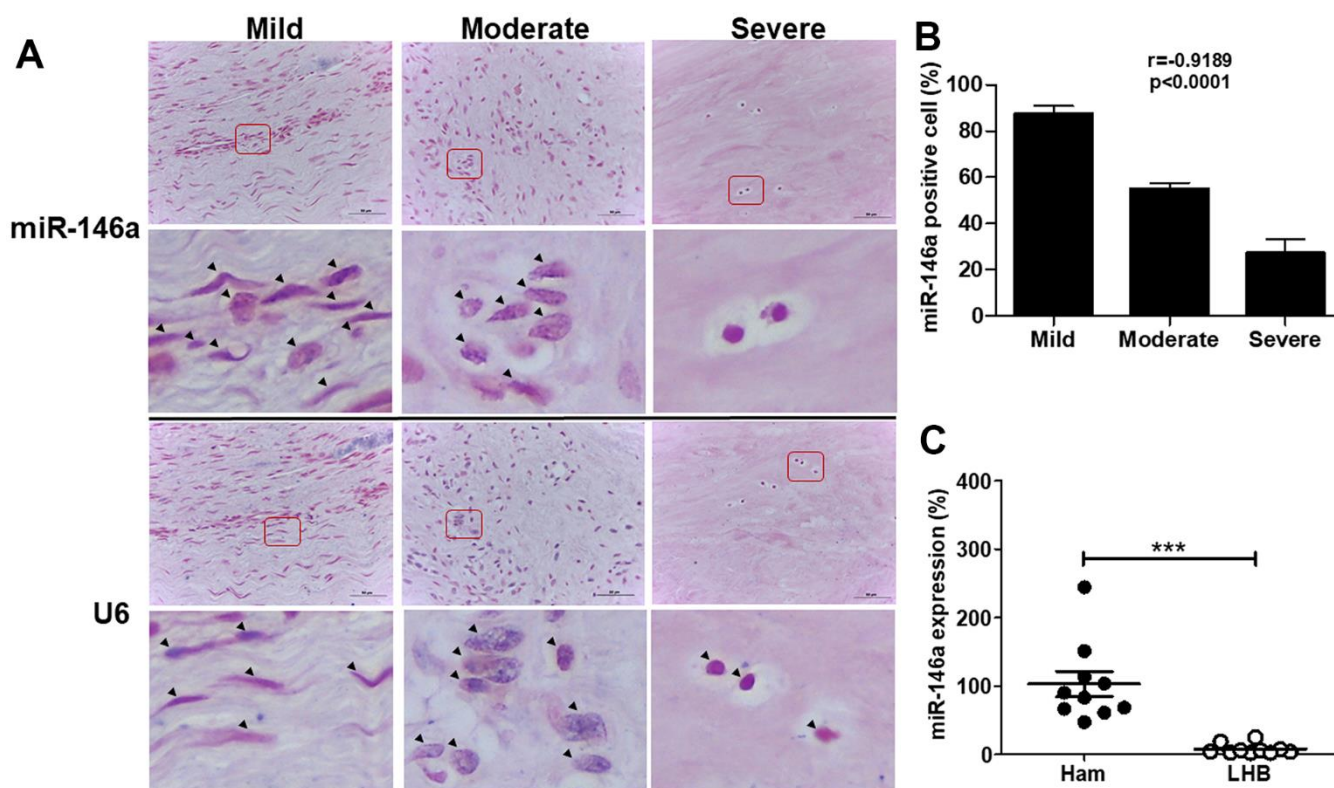 A
Mild
Moderate
Severe
miR-146a
U6
B
r=-0.9189
p<0.0001
miR-146a positive cell (%)
100
80
60
40
20
0
Mild
Moderate
Severe
C
miR-146a expression (%)
400
300
200
100
0
***
Ham
LHB